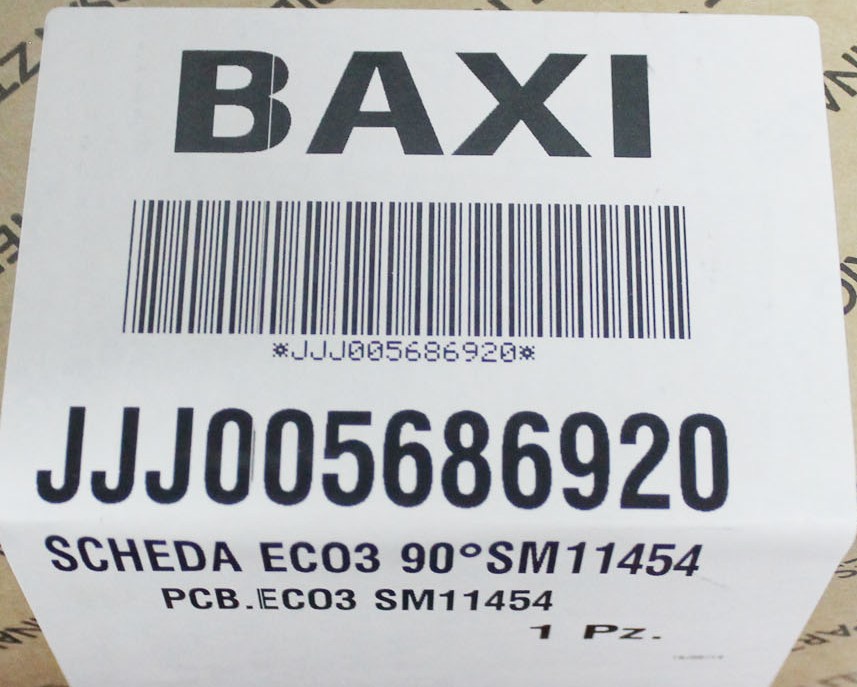 BAXI
*JJJ005686920*
JJJ005686920
SCHEDA ECO3 90°SM11454
PCB.ECO3 SM11454
1 Pz.